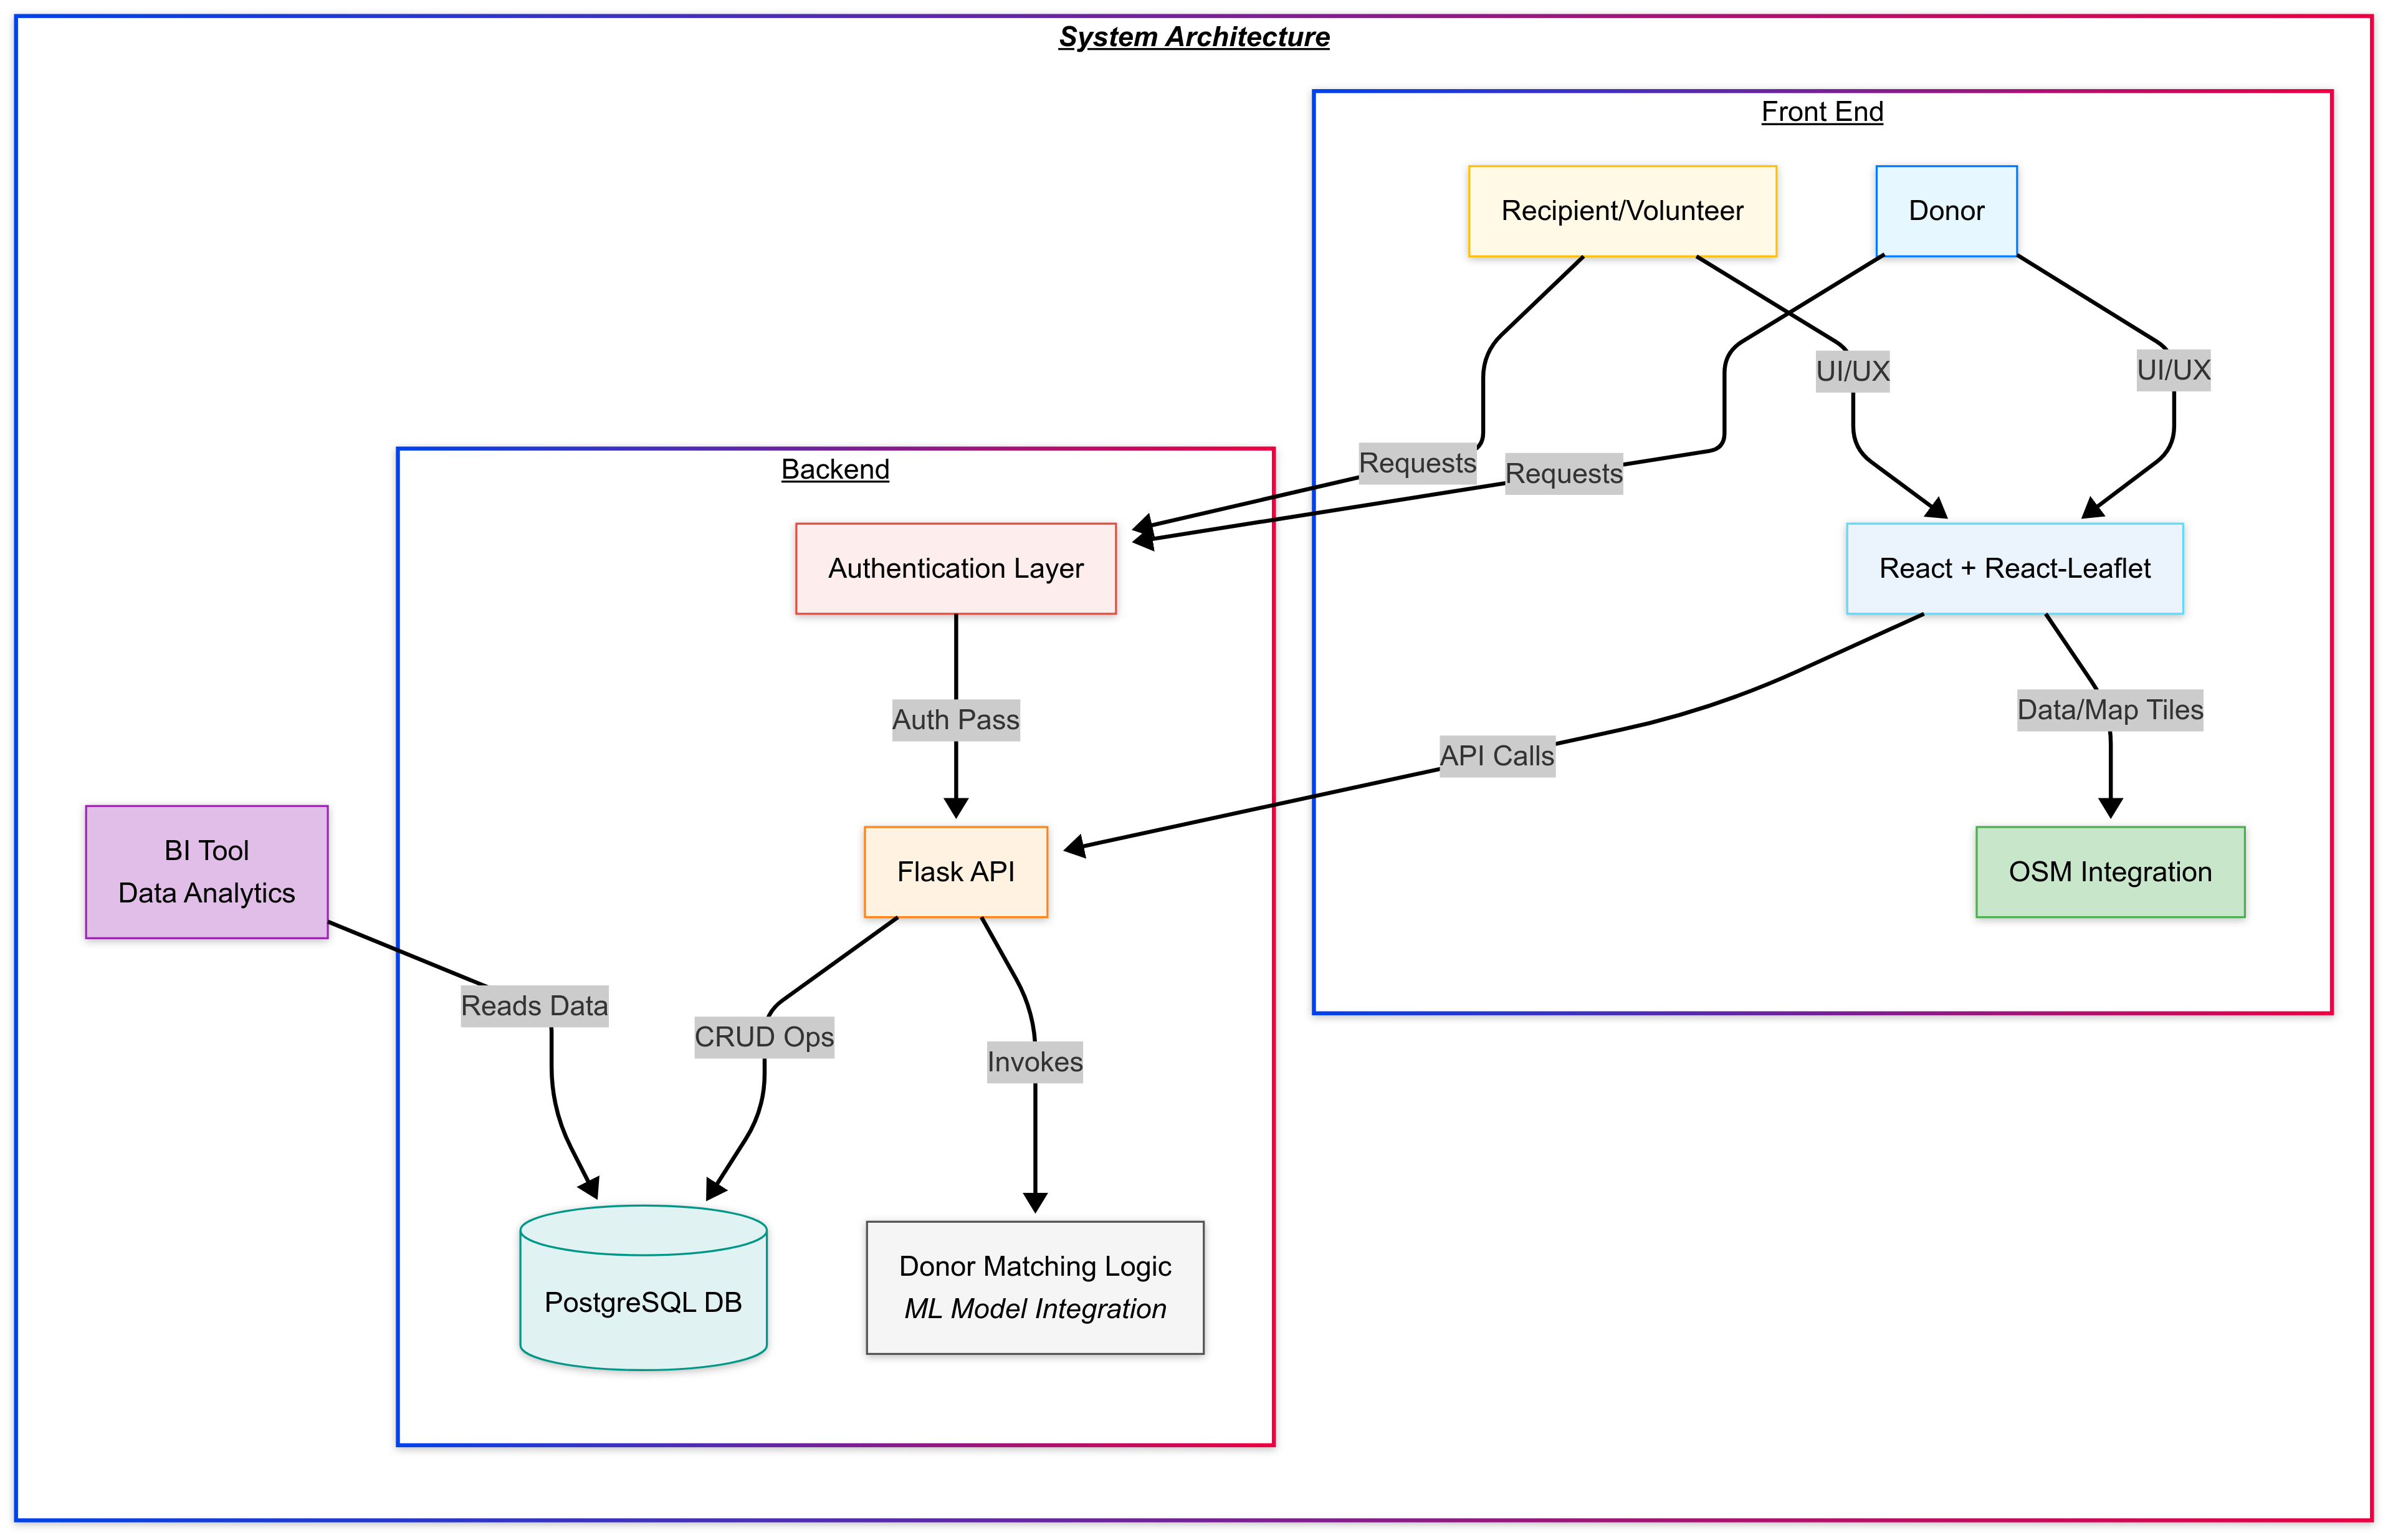 System Architecture
Front End
Recipient/Volunteer
Donor
UI/UX
UI/UX
Requests
Requests
Backend
Authentication Layer
React + React-Leaflet
Auth Pass
Data/Map Tiles
API Calls
BI Tool
Data Analytics
Flask API
OSM Integration
Reads Data
CRUD Ops
Invokes
PostgreSQL DB
Donor Matching Logic
ML Model Integration